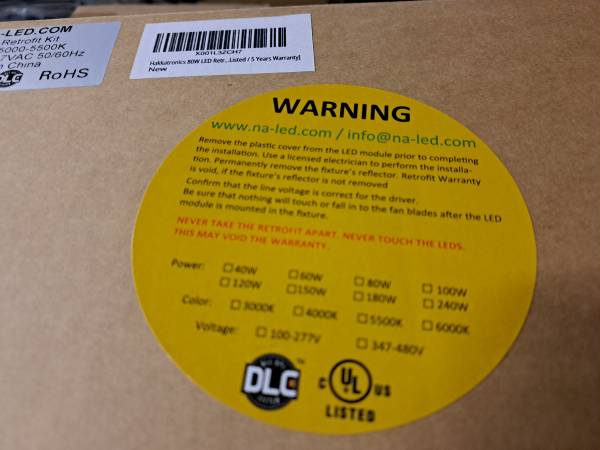 -LED.COM
Retrofit Kit
5000-5500K
7VAC 50/60Hz
n China
DLC RoHS
X001L3ZCH7
Hakkatronics 80W LED Retr...Listed / 5 Years Warranty]
New
WARNING
www.na-led.com / info@na-led.com
Remove the plastic cover from the LED module prior to completing
the installation. Use a licensed electrician to perform the installa-
tion. Permanently remove the fixture's reflector. Retrofit Warranty
is void, if the fixture's reflector is not removed
Confirm that the line voltage is correct for the driver.
Be sure that nothing will touch or fall in to the fan blades after the LED
module is mounted in the fixture.
NEVER TAKE THE RETROFIT APART. NEVER TOUCH THE LEDS.
THIS MAY VOID THE WARRANTY.
Power: ☐ 40W ☐ 60W ☐ 80W ☐ 100W
☐ 120W ☐ 150W ☐ 180W ☐ 240W
Color: ☐ 3000K ☐ 4000K ☐ 5500K ☐ 6000K
Voltage: ☐ 100-277V ☐ 347-480V
DLC ™
C UL US
LISTED